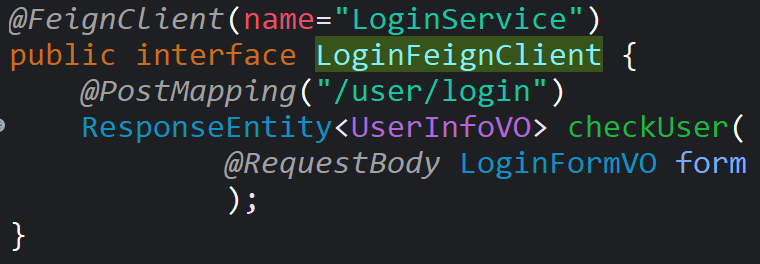 @FeignClient(name="LoginService")
public interface LoginFeignClient {
@PostMapping("/user/login")
ResponseEntity<UserInfoVO> checkUser(
@RequestBody LoginFormVO form
);
}